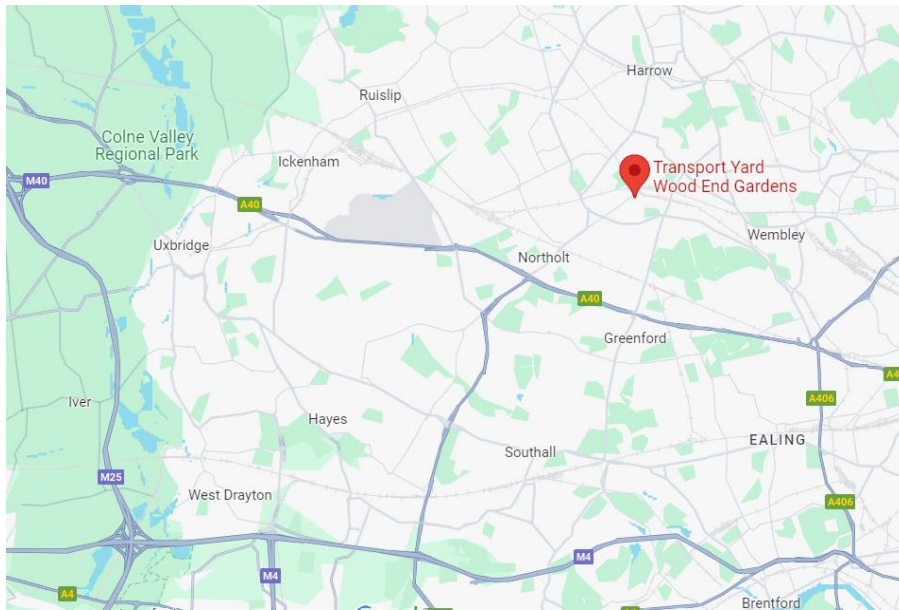 Harrow
Ruislip
Colne Valley
Regional Park
Ickenham
Transport Yard
Wood End Gardens
M40
A40
Uxbridge
Wembley
Northolt
A40
Greenford
A4
Iver
A406
Hayes
EALING
Southall
M25
West Drayton
A406
M4
M4
A4
Brentford